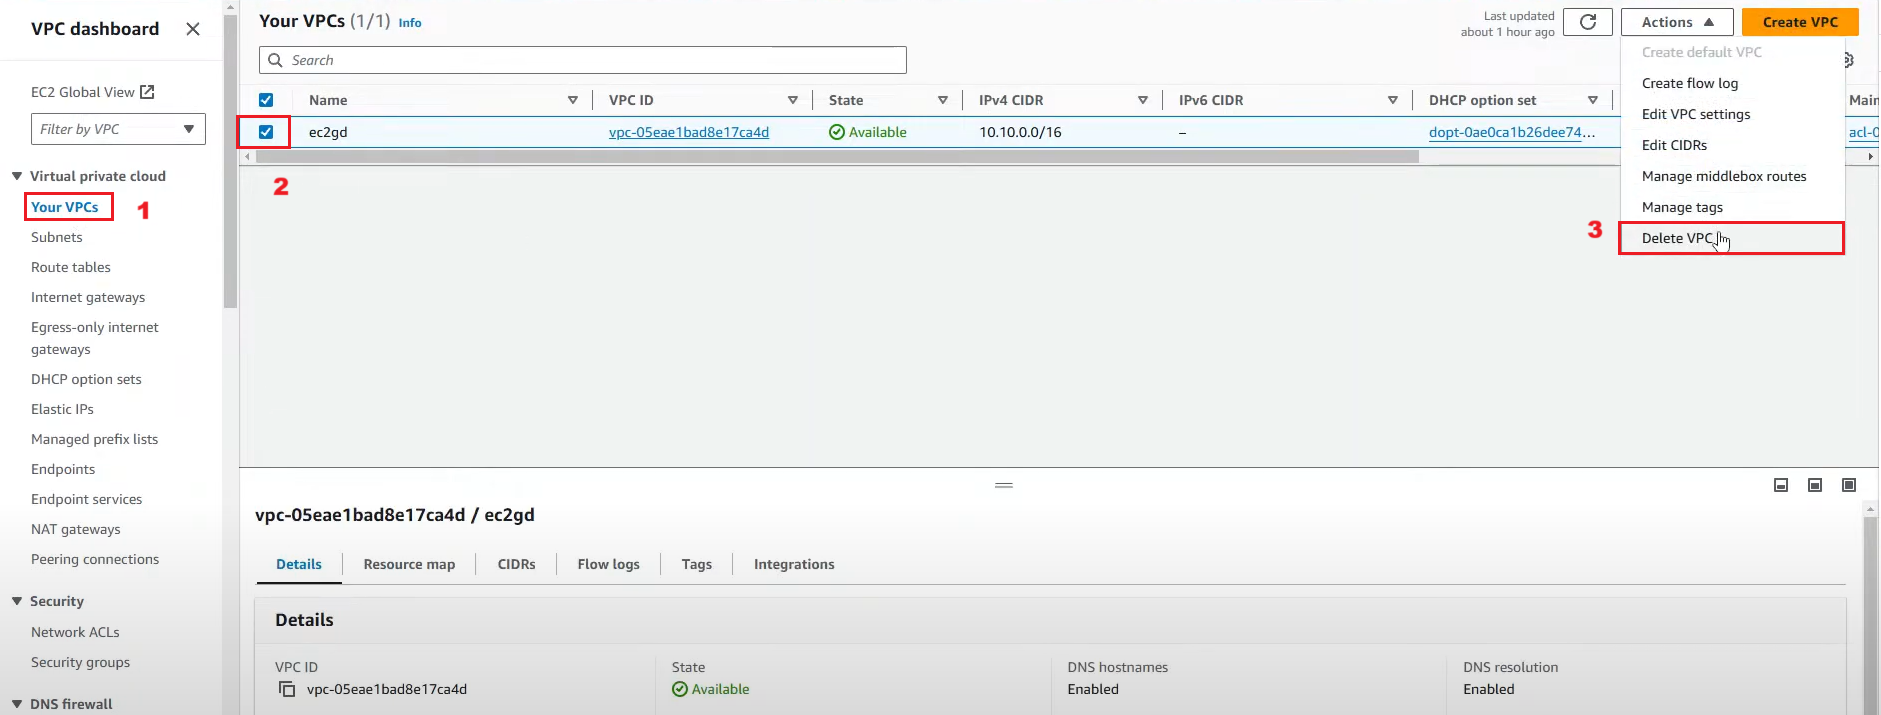 VPC dashboard
EC2 Global View
Filter by VPC
Virtual private cloud
Your VPCs
1
Subnets
Route tables
Internet gateways
Egress-only internet
gateways
DHCP option sets
Elastic IPs
Managed prefix lists
Endpoints
Endpoint services
NAT gateways
Peering connections
Security
Network ACLs
Security groups
DNS firewall
Your VPCs (1/1) Info
Last updated
about 1 hour ago
Actions
Create VPC
Search
Name VPC ID State IPv4 CIDR IPv6 CIDR DHCP option set Main
ec2gd vpc-05eae1bad8e17ca4d Available 10.10.0.0/16 – dopt-0ae0ca1b26dee74... acl-0
2
Create default VPC
Create flow log
Edit VPC settings
Edit CIDRs
Manage middlebox routes
Manage tags
3 Delete VPC
vpc-05eae1bad8e17ca4d / ec2gd
Details Resource map CIDRs Flow logs Tags Integrations
Details
VPC ID State DNS hostnames DNS resolution
vpc-05eae1bad8e17ca4d Available Enabled Enabled